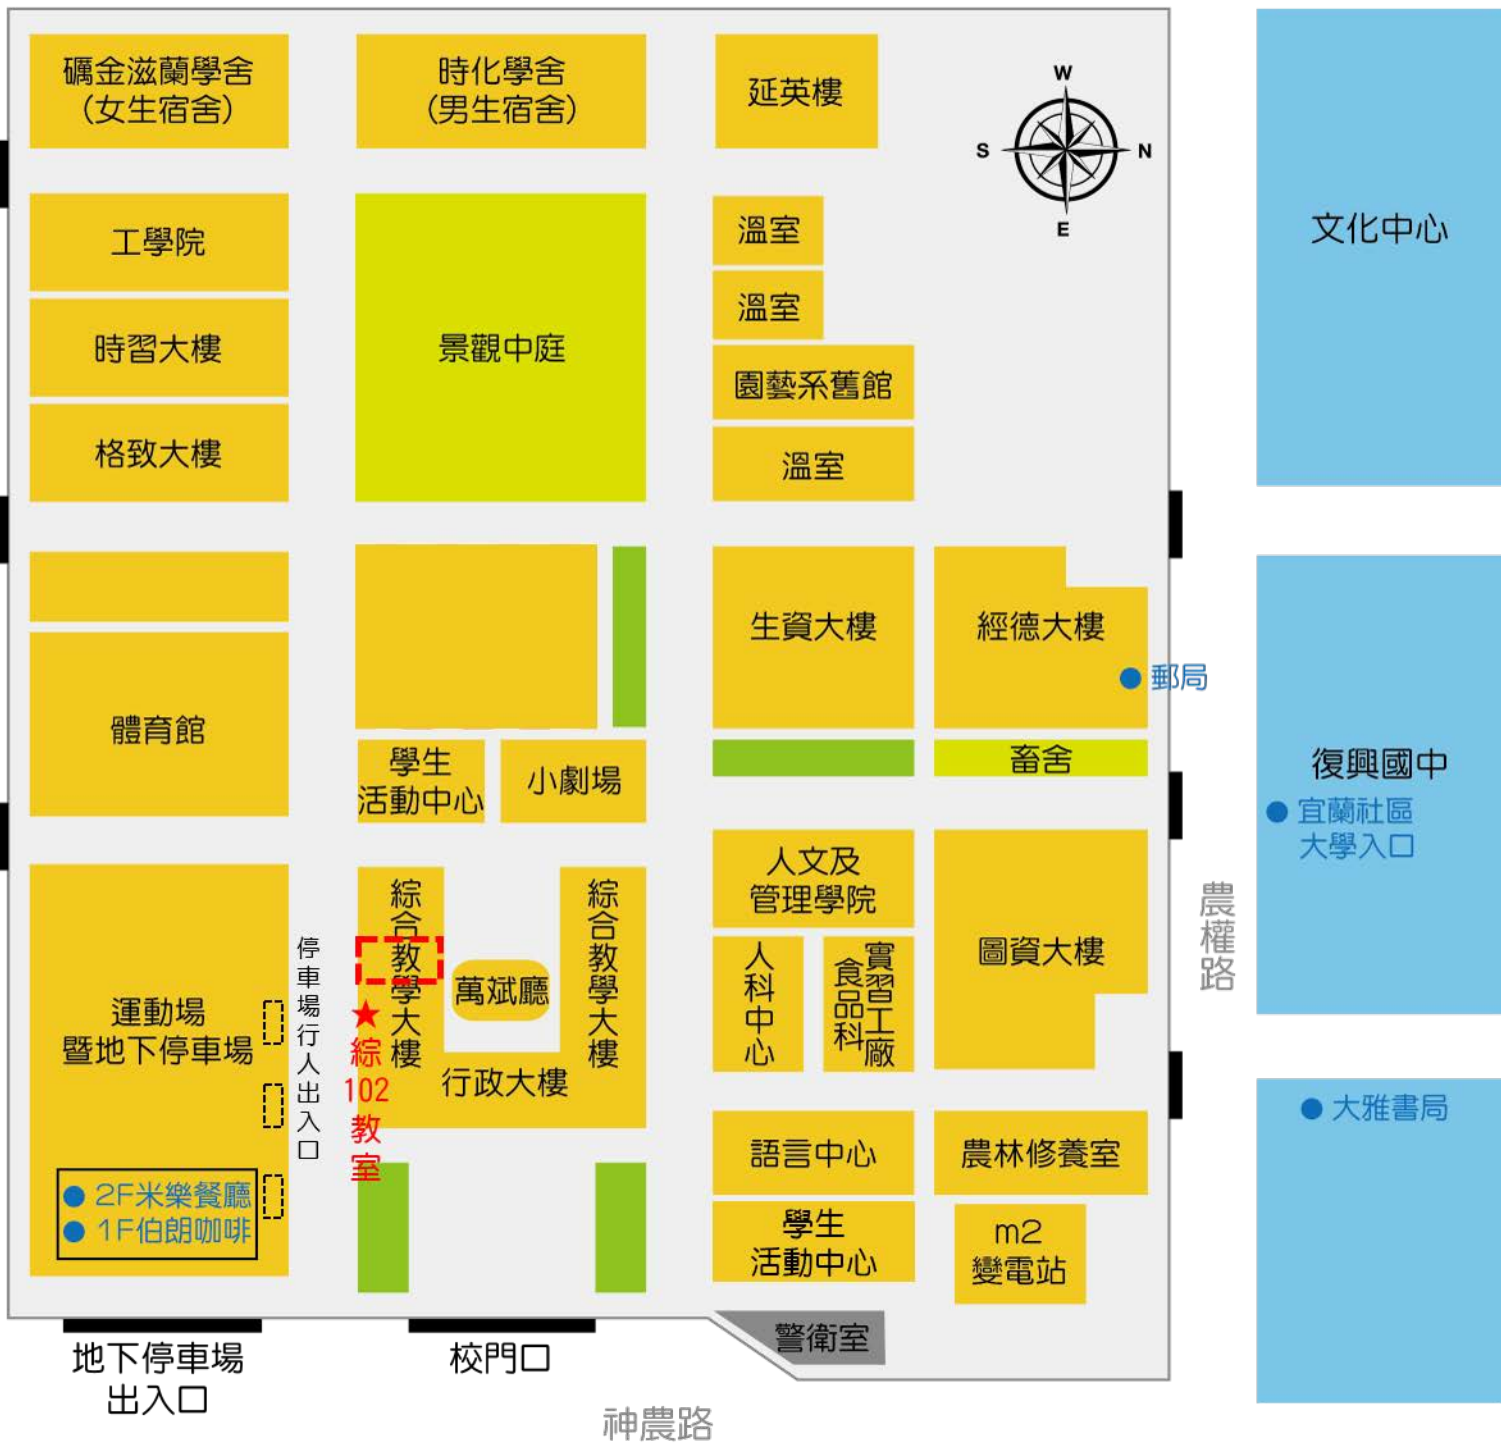 礪金滋蘭學舍
(女生宿舍)
時化學舍
(男生宿舍)
延英樓
W
S
N
E
文化中心
工學院
時習大樓
格致大樓
景觀中庭
溫室
溫室
園藝系舊館
溫室
體育館
學生
活動中心
小劇場
生資大樓
經德大樓
郵局
畜舍
復興國中
宜蘭社區
大學入口
運動場
暨地下停車場
停車場行人出入口
綜合教學大樓
萬斌廳
綜合教學大樓
行政大樓
★
綜
102
教
室
人文及
管理學院
人科中心
實習工廠
食品科
圖資大樓
農權路
大雅書局
語言中心
農林修養室
學生
活動中心
m2
變電站
2F米樂餐廳
1F伯朗咖啡
警衛室
地下停車場
出入口
校門口
神農路